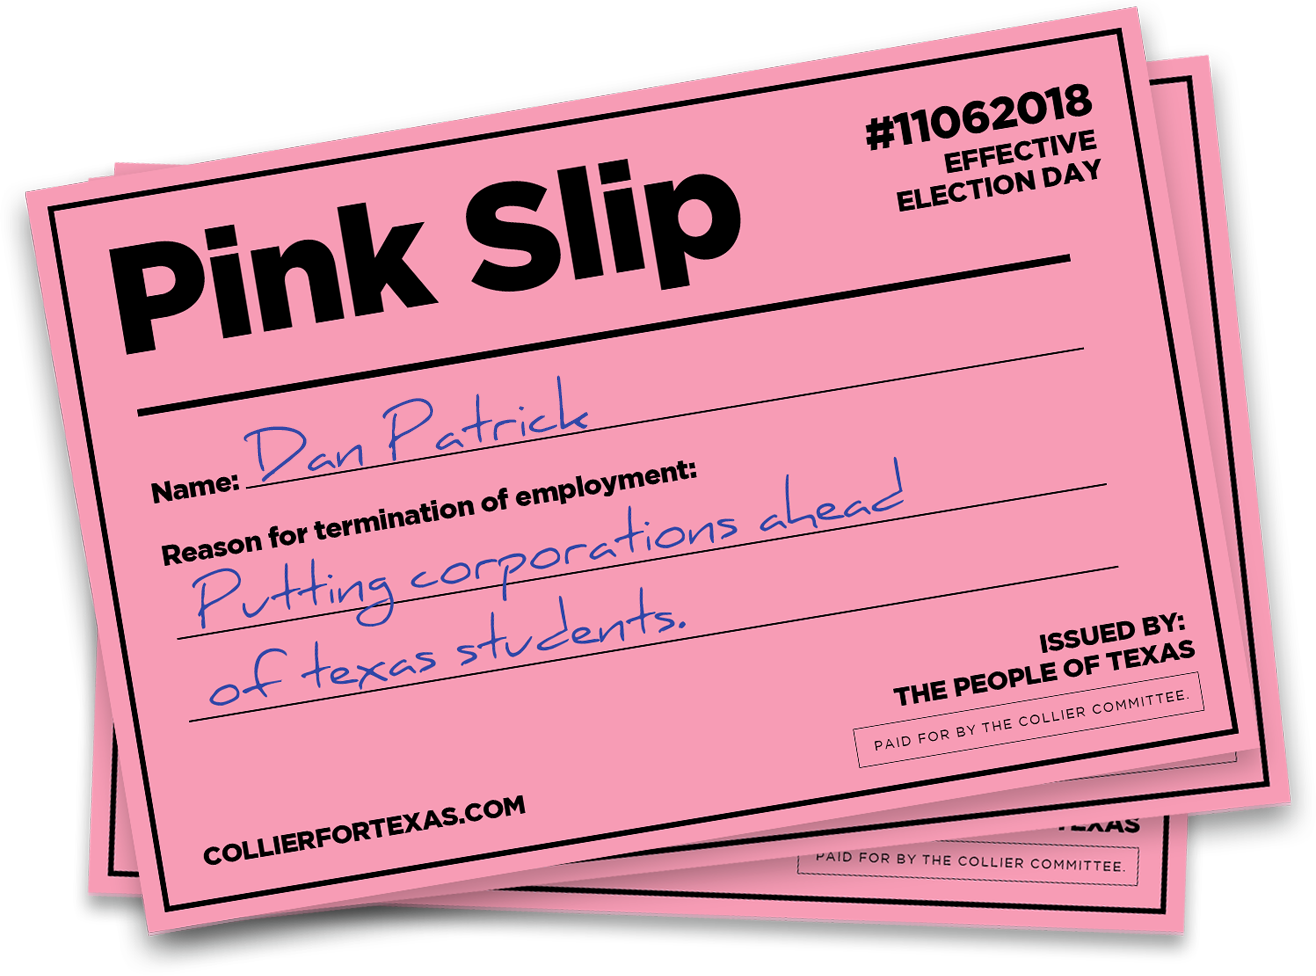 Pink Slip
#11062018
EFFECTIVE
ELECTION DAY
Name: Dan Patrick
Reason for termination of employment:
Putting corporations ahead
of texas students.
ISSUED BY:
THE PEOPLE OF TEXAS
PAID FOR BY THE COLLIER COMMITTEE.
COLLIERFORTEXAS.COM
TEXAS
PAID FOR BY THE COLLIER COMMITTEE.